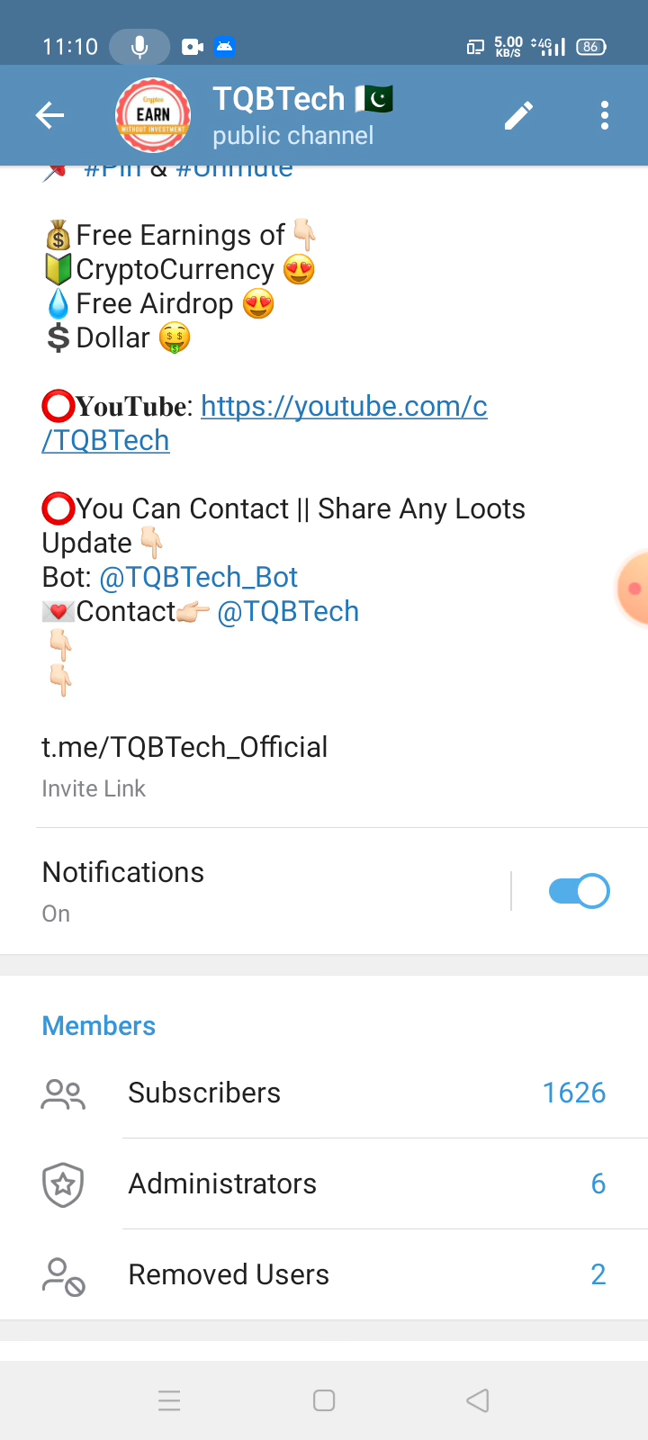 11:10
5.00 KB/S 4G 86
Crypto
EARN
WITHOUT INVESTMENT
TQBTech 🇵🇰
public channel
📌 #Pin & #Unmute
💰Free Earnings of👇🏻
🔰CryptoCurrency 😍
💧Free Airdrop 😍
💲Dollar 🤑
⭕𝐘𝐨𝐮𝐓𝐮𝐛𝐞: https://youtube.com/c
/TQBTech
⭕You Can Contact || Share Any Loots
Update 👇🏻
Bot: @TQBTech_Bot
💌Contact👉🏻 @TQBTech
👇🏻
👇🏻
t.me/TQBTech_Official
Invite Link
Notifications
On
Members
Subscribers 1626
Administrators 6
Removed Users 2